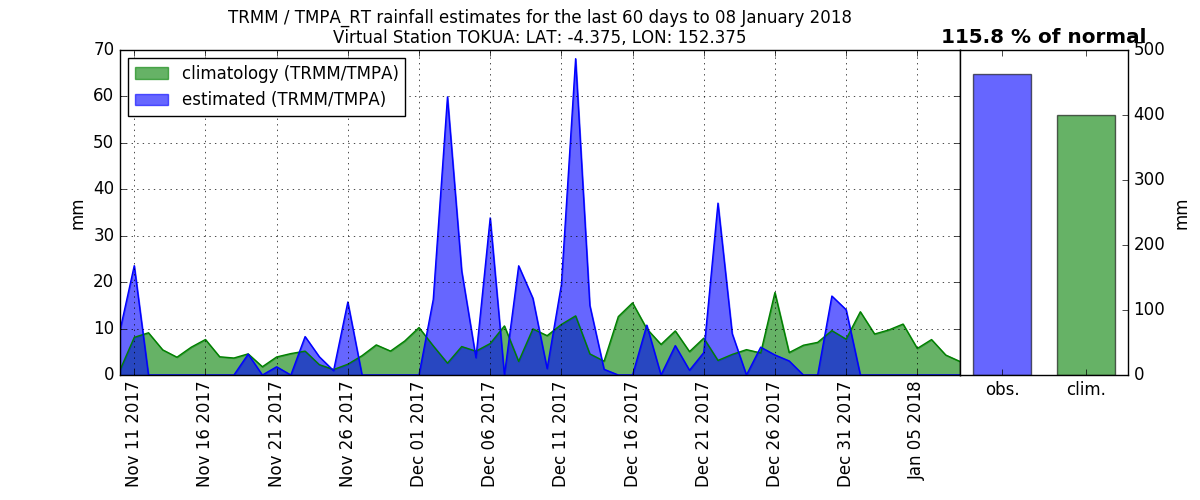 TRMM / TMPA_RT rainfall estimates for the last 60 days to 08 January 2018
Virtual Station TOKUA: LAT: -4.375, LON: 152.375
115.8 % of normal
climatology (TRMM/TMPA)
estimated (TRMM/TMPA)
70
60
50
40
30
20
10
0
mm
Nov 11 2017
Nov 16 2017
Nov 21 2017
Nov 26 2017
Dec 01 2017
Dec 06 2017
Dec 11 2017
Dec 16 2017
Dec 21 2017
Dec 26 2017
Dec 31 2017
Jan 05 2018
500
400
300
200
100
0
mm
obs.
clim.